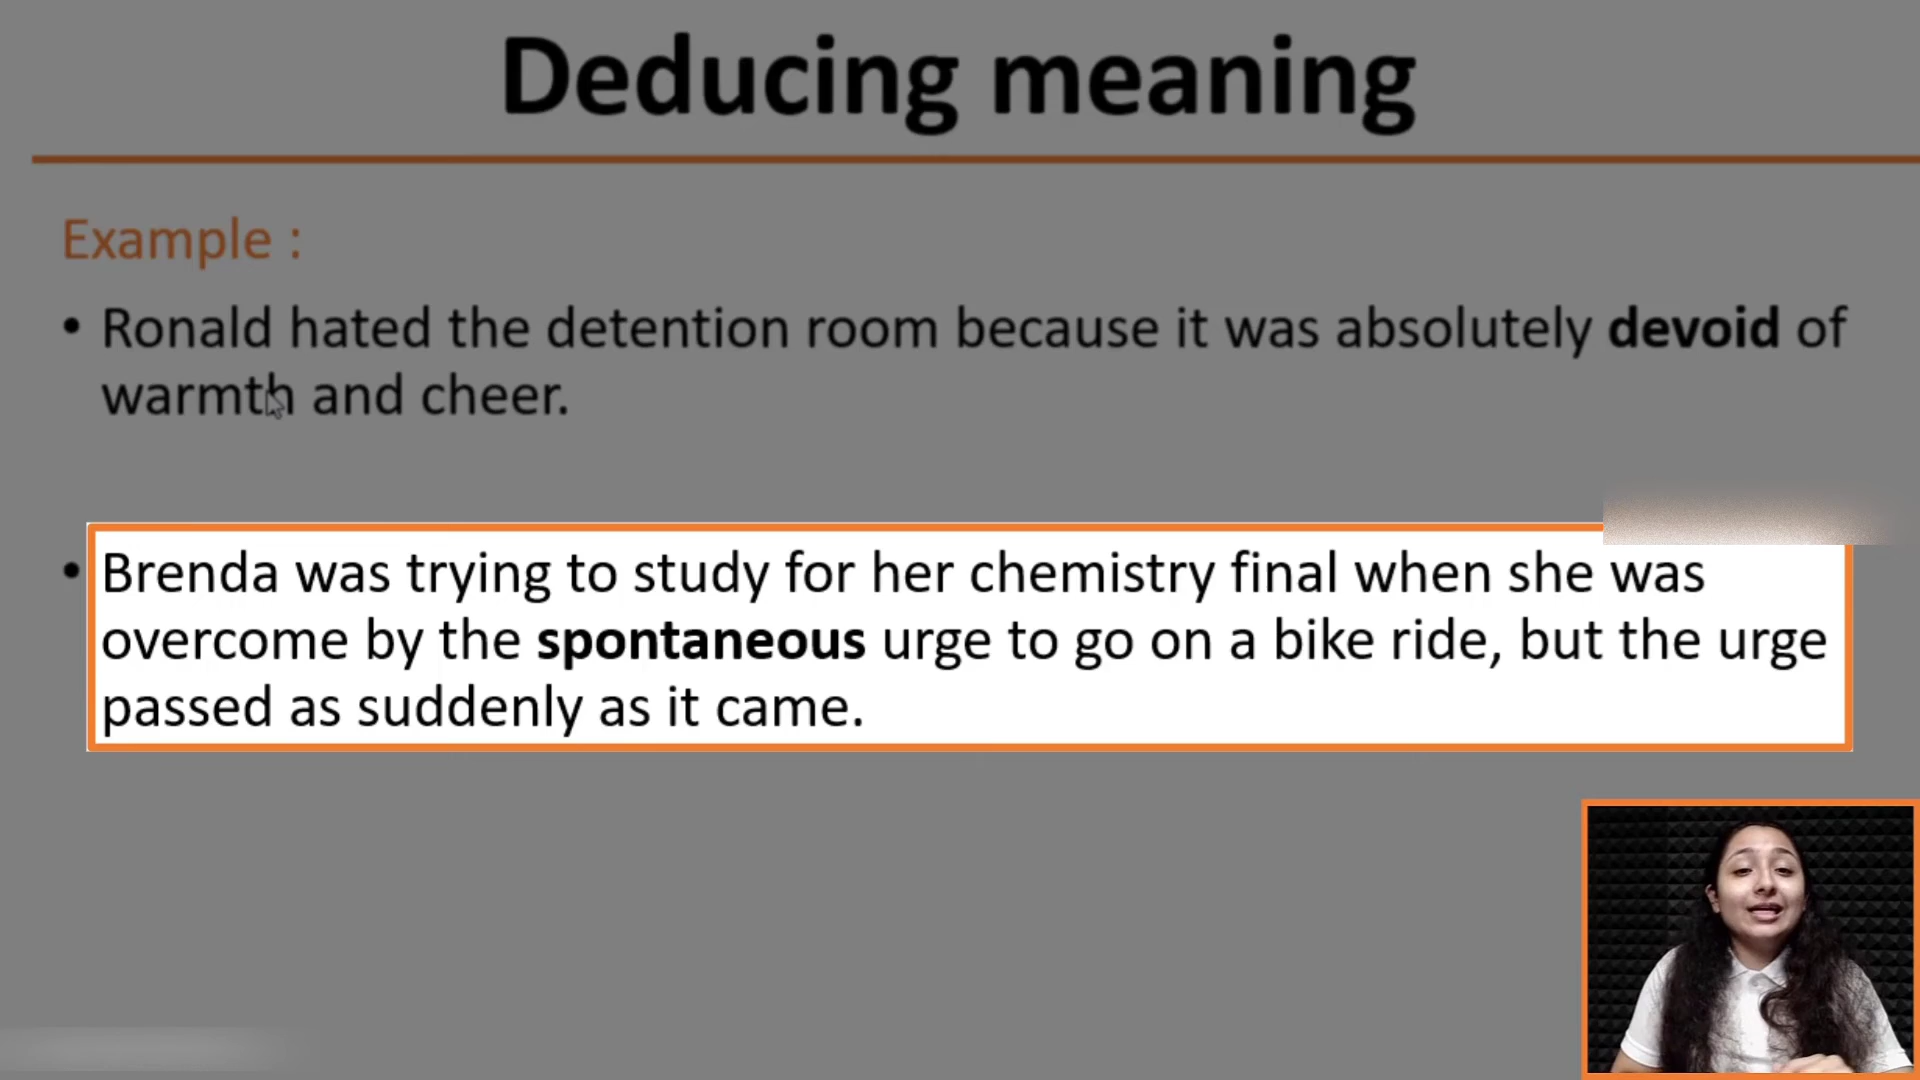 Deducing meaning
Example :
• Ronald hated the detention room because it was absolutely devoid of
warmth and cheer.
• Brenda was trying to study for her chemistry final when she was
overcome by the spontaneous urge to go on a bike ride, but the urge
passed as suddenly as it came.